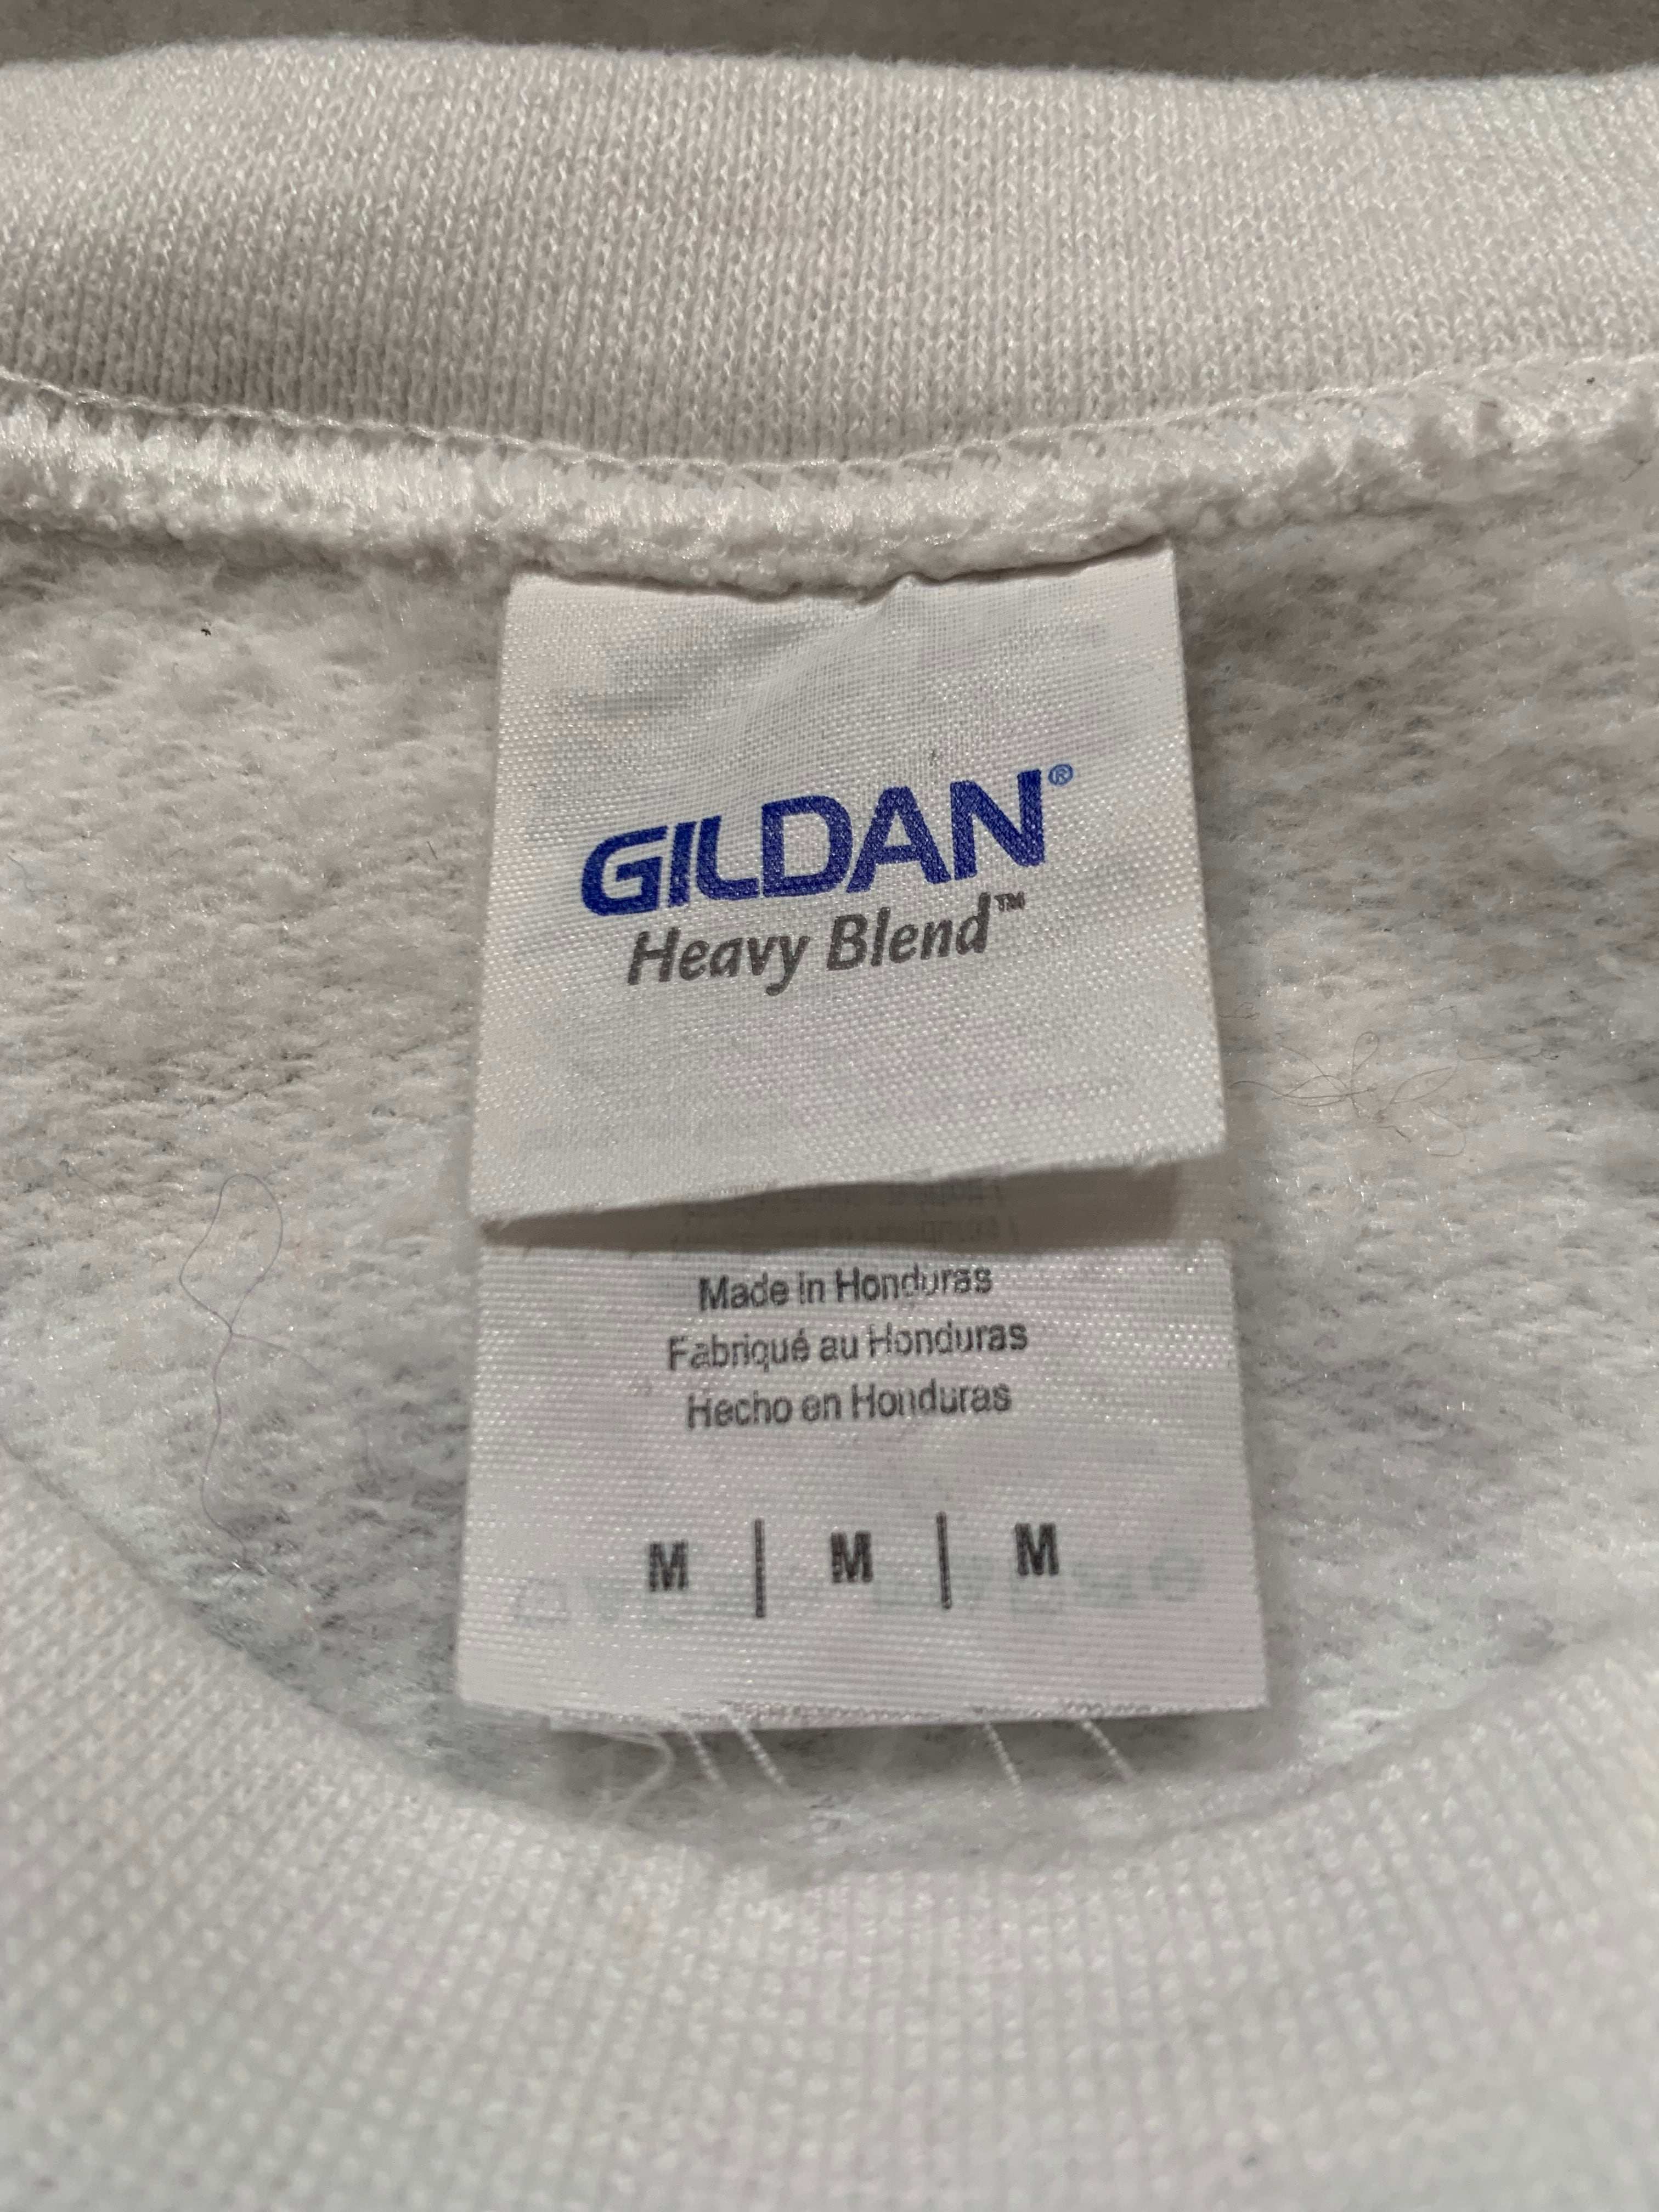 GILDAN®
Heavy Blend™
Made in Honduras
Fabriqué au Honduras
Hecho en Honduras
M | M | M